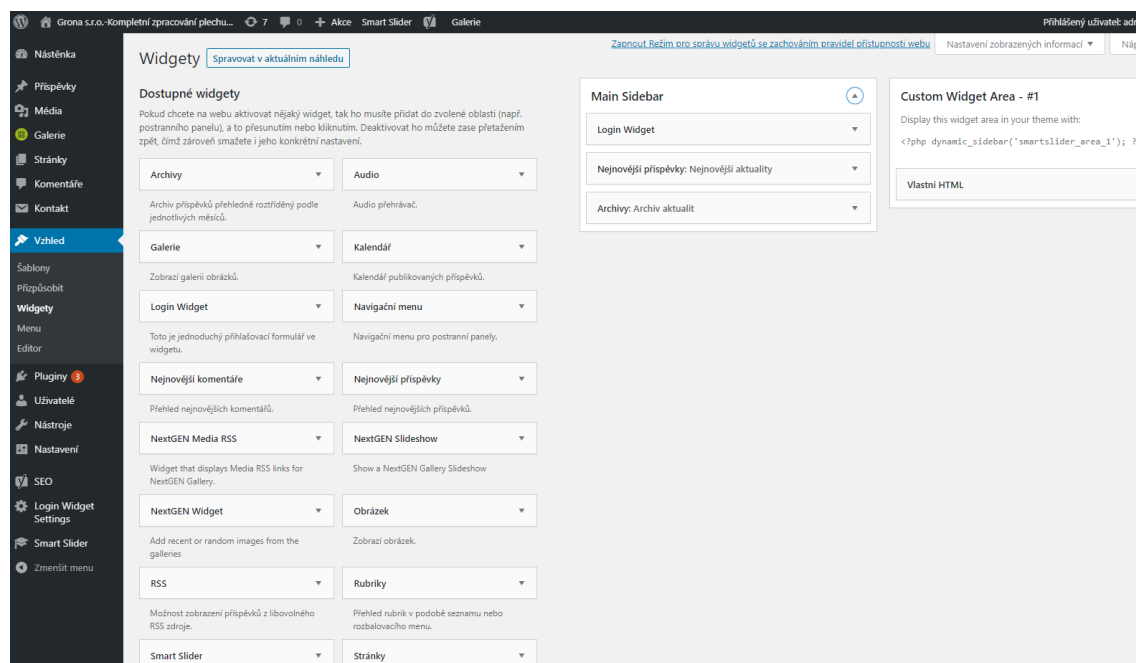 Grona s.r.o.-Kompletní zpracování plechu... 7 0 Akce Smart Slider Galerie
Přihlášený uživatel:
Nástěnka
Příspěvky
Média
Galerie
Stránky
Komentáře
Kontakt
Vzhled
Šablony
Přizpůsobit
Widgety
Menu
Editor
Pluginy 3
Uživatelé
Nástroje
Nastavení
SEO
Login Widget
Settings
Smart Slider
Zmenšit menu
Zapnout Režim pro správu widgetů se zachováním pravidel přístupnosti webu
Nastavení zobrazených informací
Widgety Spravovat v aktuálním náhledu
Dostupné widgety
Pokud chcete na webu aktivovat nějaký widget, tak ho musíte přidat do zvolené oblasti (např.
postranního panelu), a to přesunutím nebo kliknutím. Deaktivovat ho můžete zase přetažením
zpět, čímž zároveň smažete i jeho konkrétní nastavení.
Archivy
Archiv příspěvků přehledně roztříděný podle
jednotlivých měsíců.
Audio
Audio přehrávač.
Galerie
Zobrazí galerii obrázků.
Kalendář
Kalendář publikovaných příspěvků.
Login Widget
Toto je jednoduchý přihlašovací formulář ve
widgetu.
Navigační menu
Navigační menu pro postranní panely.
Nejnovější komentáře
Přehled nejnovějších komentářů.
Nejnovější příspěvky
Přehled nejnovějších příspěvků.
NextGEN Media RSS
Widget that displays Media RSS links for
NextGEN Gallery.
NextGEN Slideshow
Show a NextGEN Gallery Slideshow
NextGEN Widget
Add recent or random images from the
galleries
Obrázek
Zobrazí obrázek.
RSS
Možnost zobrazení příspěvků z libovolného
RSS zdroje.
Rubriky
Přehled rubrik v podobě seznamu nebo
rozbalovacího menu.
Smart Slider
Stránky
Main Sidebar
Login Widget
Nejnovější příspěvky: Nejnovější aktuality
Archivy: Archiv aktualit
Custom Widget Area - #1
Display this widget area in your theme with:
<?php dynamic_sidebar('smartslider_area_1'); ?
Vlastní HTML